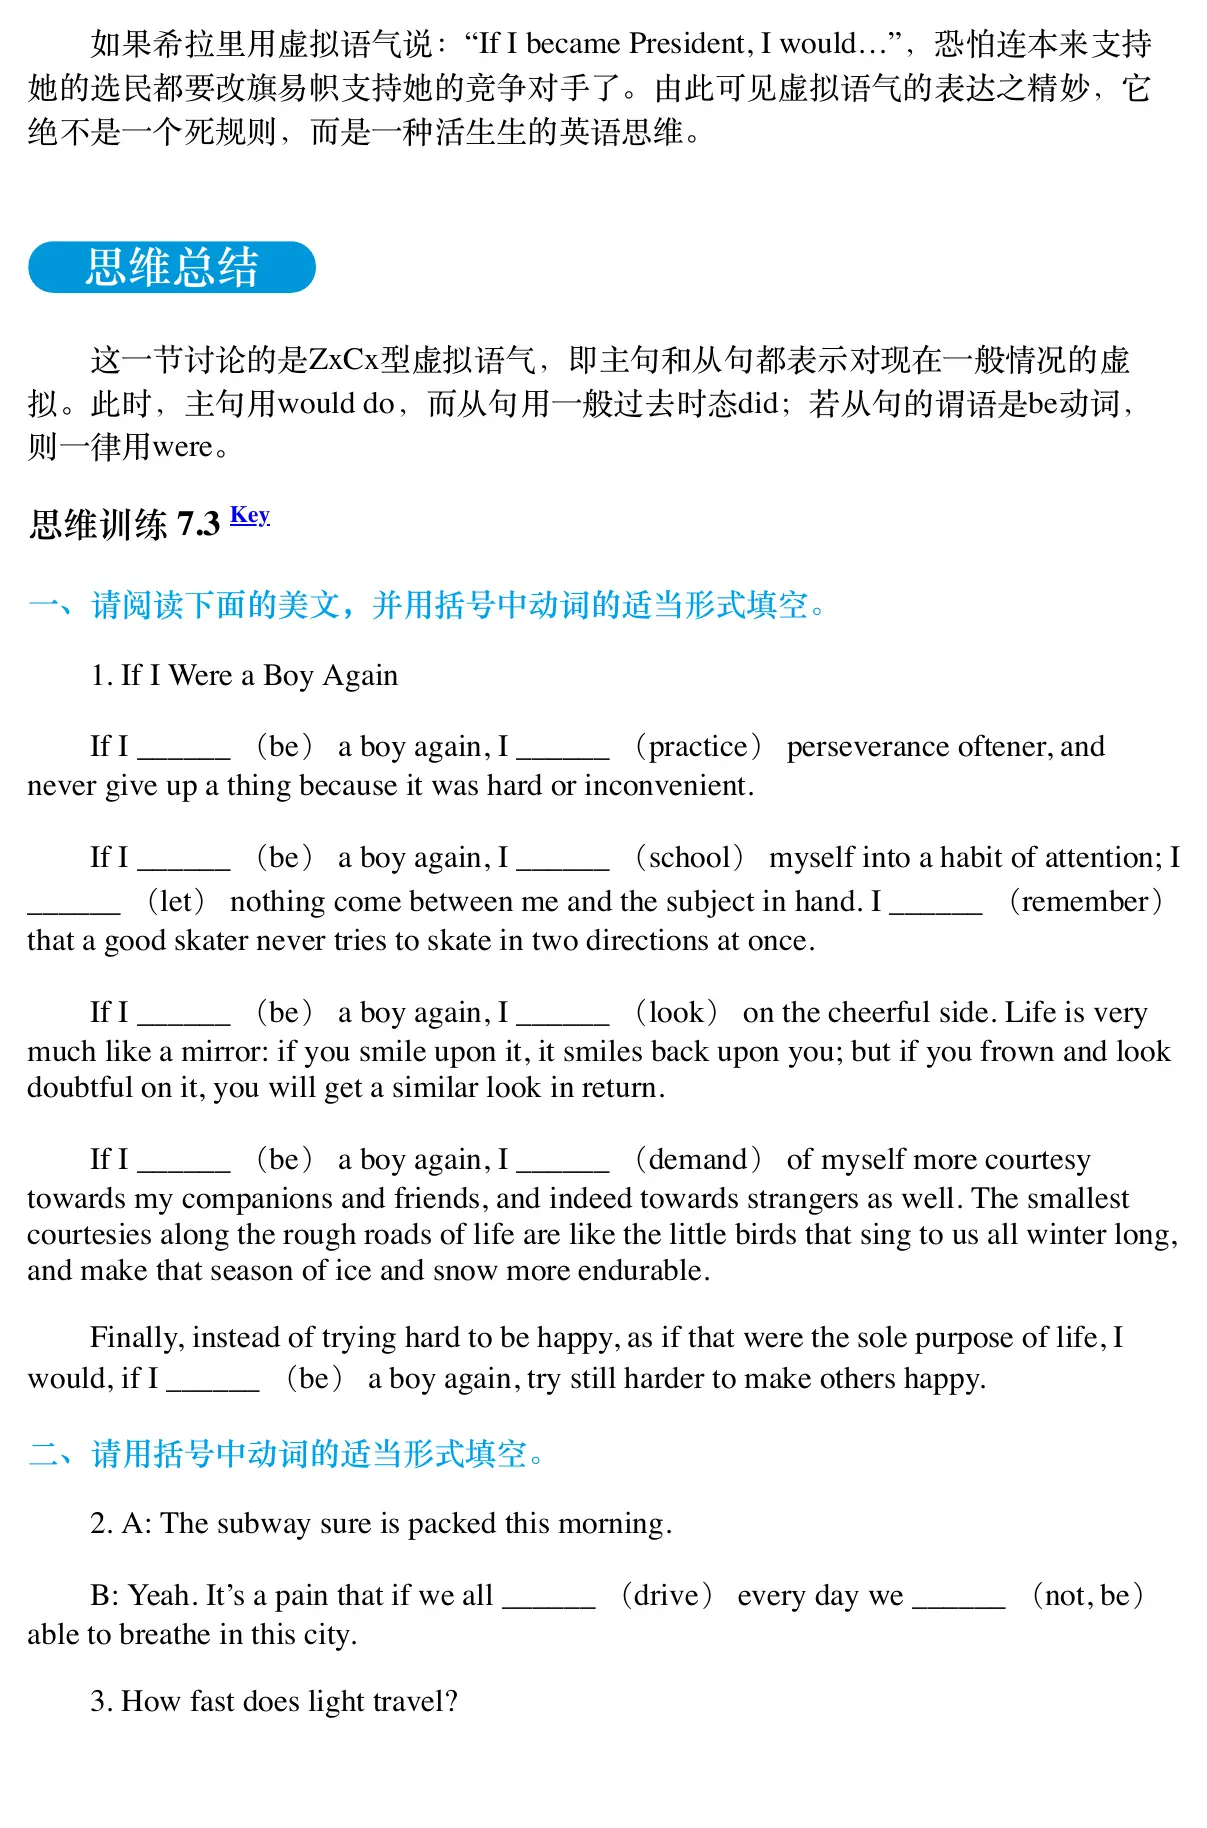 如果希拉里用虚拟语气说：“If I became President, I would…”，恐怕连本来支持
她的选民都要改旗易帜支持她的竞争对手了。由此可见虚拟语气的表达之精妙，它
绝不是一个死规则，而是一种活生生的英语思维。
思维总结
这一节讨论的是ZxCx型虚拟语气，即主句和从句都表示对现在一般情况的虚
拟。此时，主句用would do，而从句用一般过去时态did；若从句的谓语是be动词，
则一律用were。
思维训练 7.3 Key
一、请阅读下面的美文，并用括号中动词的适当形式填空。
1. If I Were a Boy Again
If I ______ （be） a boy again, I ______ （practice） perseverance oftener, and
never give up a thing because it was hard or inconvenient.
If I ______ （be） a boy again, I ______ （school） myself into a habit of attention; I
______ （let） nothing come between me and the subject in hand. I ______ （remember）
that a good skater never tries to skate in two directions at once.
If I ______ （be） a boy again, I ______ （look） on the cheerful side. Life is very
much like a mirror: if you smile upon it, it smiles back upon you; but if you frown and look
doubtful on it, you will get a similar look in return.
If I ______ （be） a boy again, I ______ （demand） of myself more courtesy
towards my companions and friends, and indeed towards strangers as well. The smallest
courtesies along the rough roads of life are like the little birds that sing to us all winter long,
and make that season of ice and snow more endurable.
Finally, instead of trying hard to be happy, as if that were the sole purpose of life, I
would, if I ______ （be） a boy again, try still harder to make others happy.
二、请用括号中动词的适当形式填空。
2. A: The subway sure is packed this morning.
B: Yeah. It’s a pain that if we all ______ （drive） every day we ______ （not, be）
able to breathe in this city.
3. How fast does light travel?